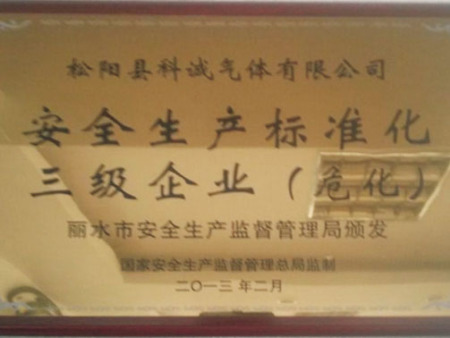 松阳县科诚气体有限公司
安全生产标准化
三级企业（危化）
丽水市安全生产监督管理局颁发
国家安全生产监督管理总局监制
二〇一三年二月